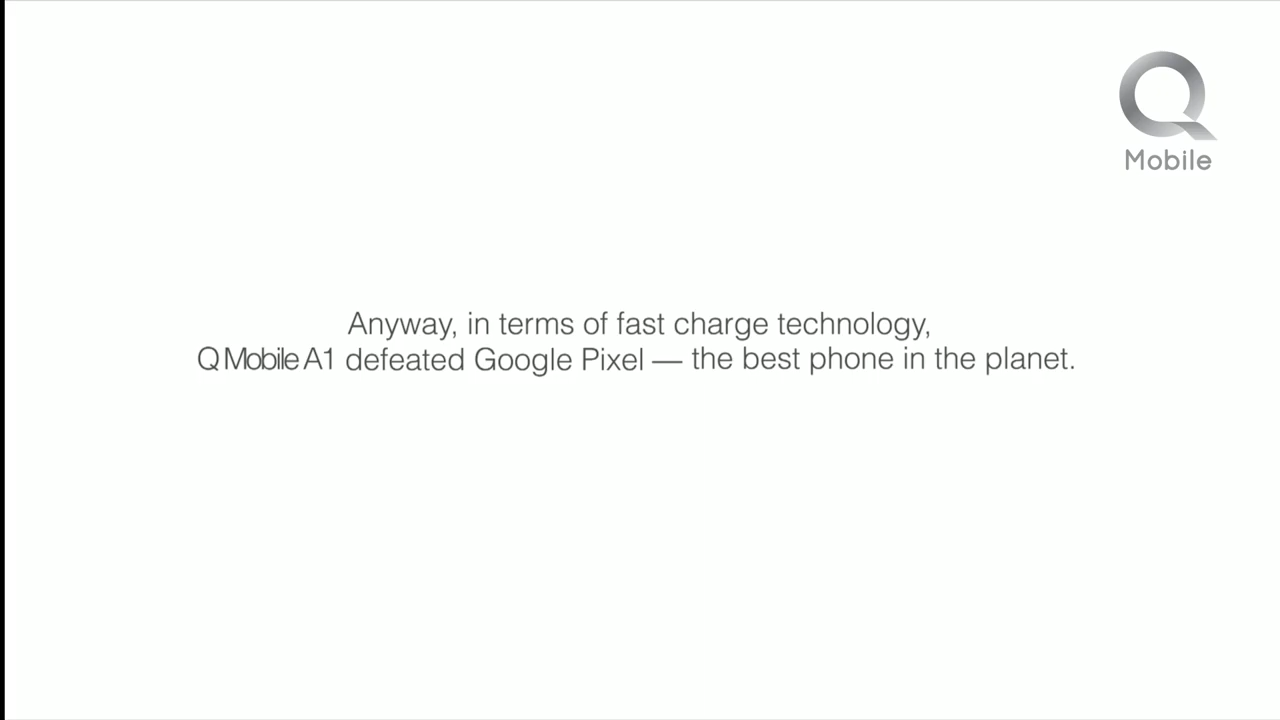 Q
Mobile
Anyway, in terms of fast charge technology,
Q Mobile A1 defeated Google Pixel — the best phone in the planet.